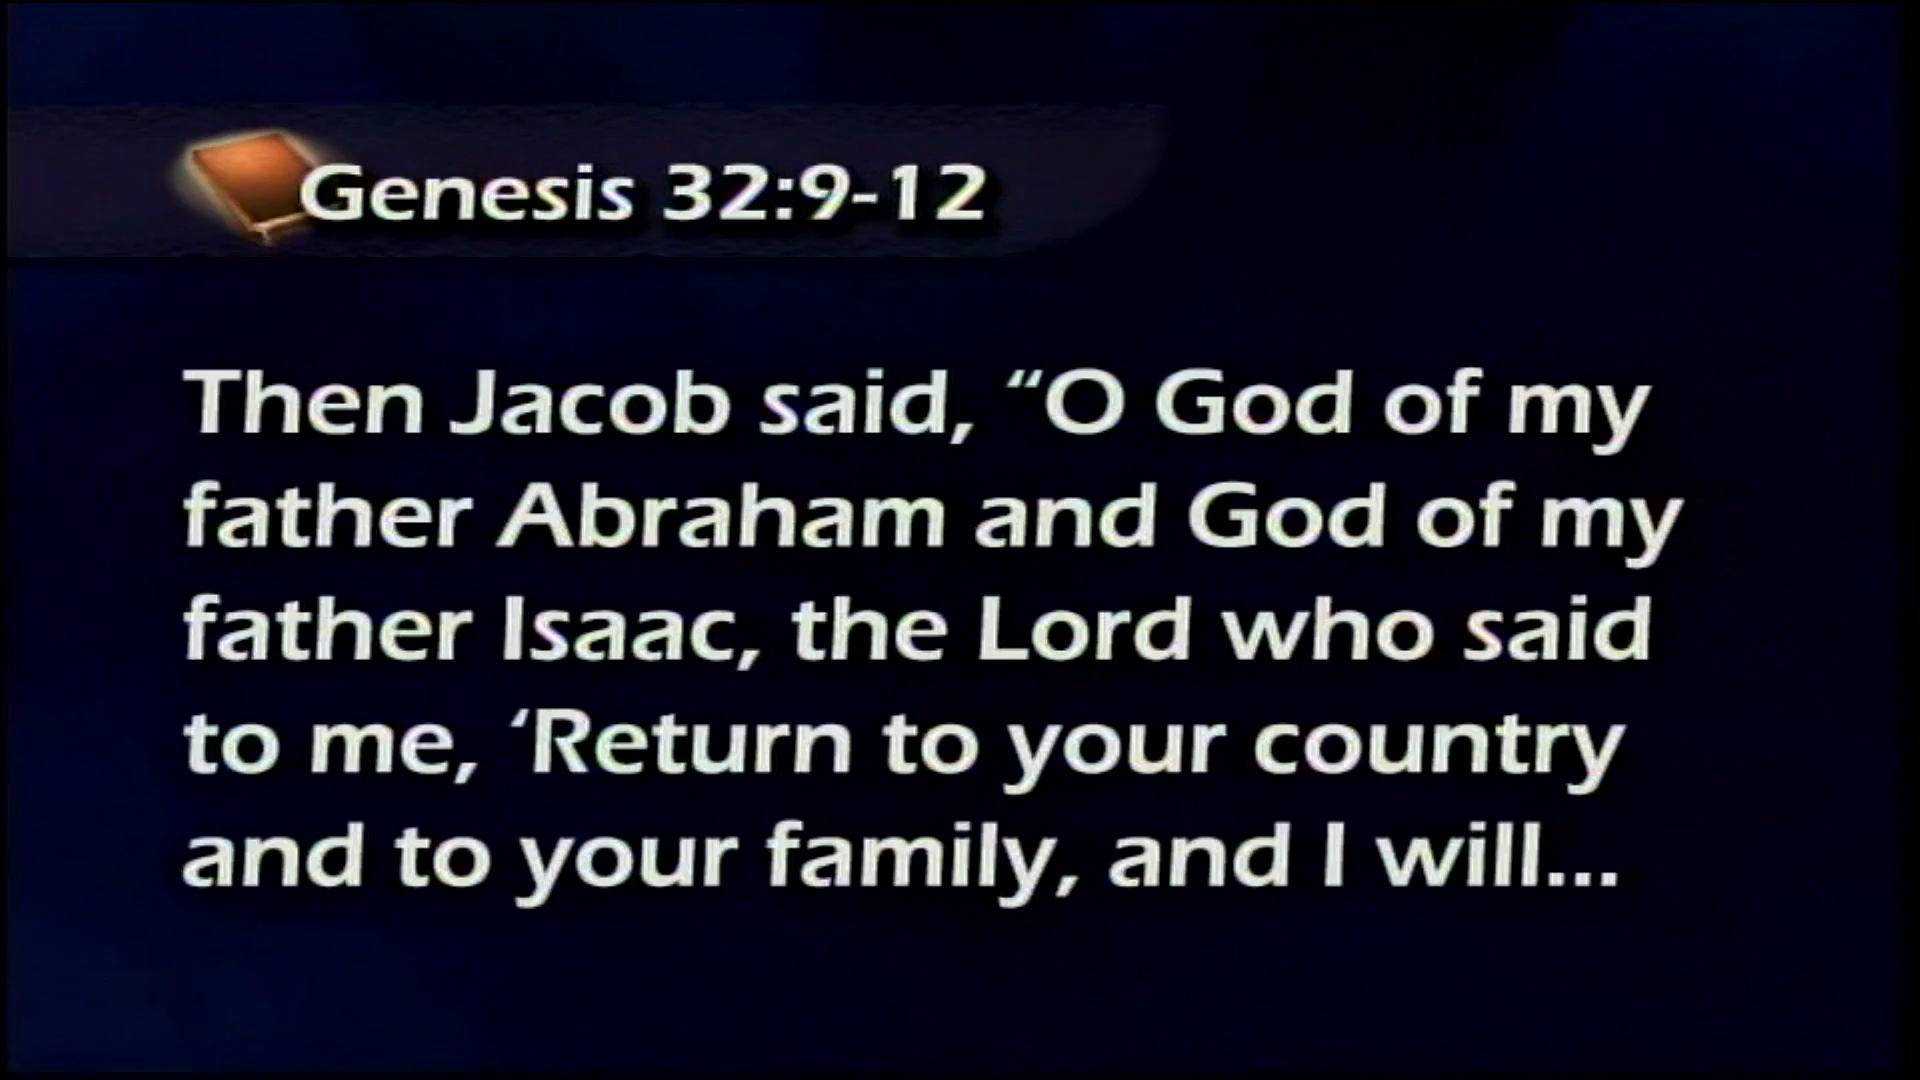 Genesis 32:9-12
Then Jacob said, “O God of my
father Abraham and God of my
father Isaac, the Lord who said
to me, ‘Return to your country
and to your family, and I will...